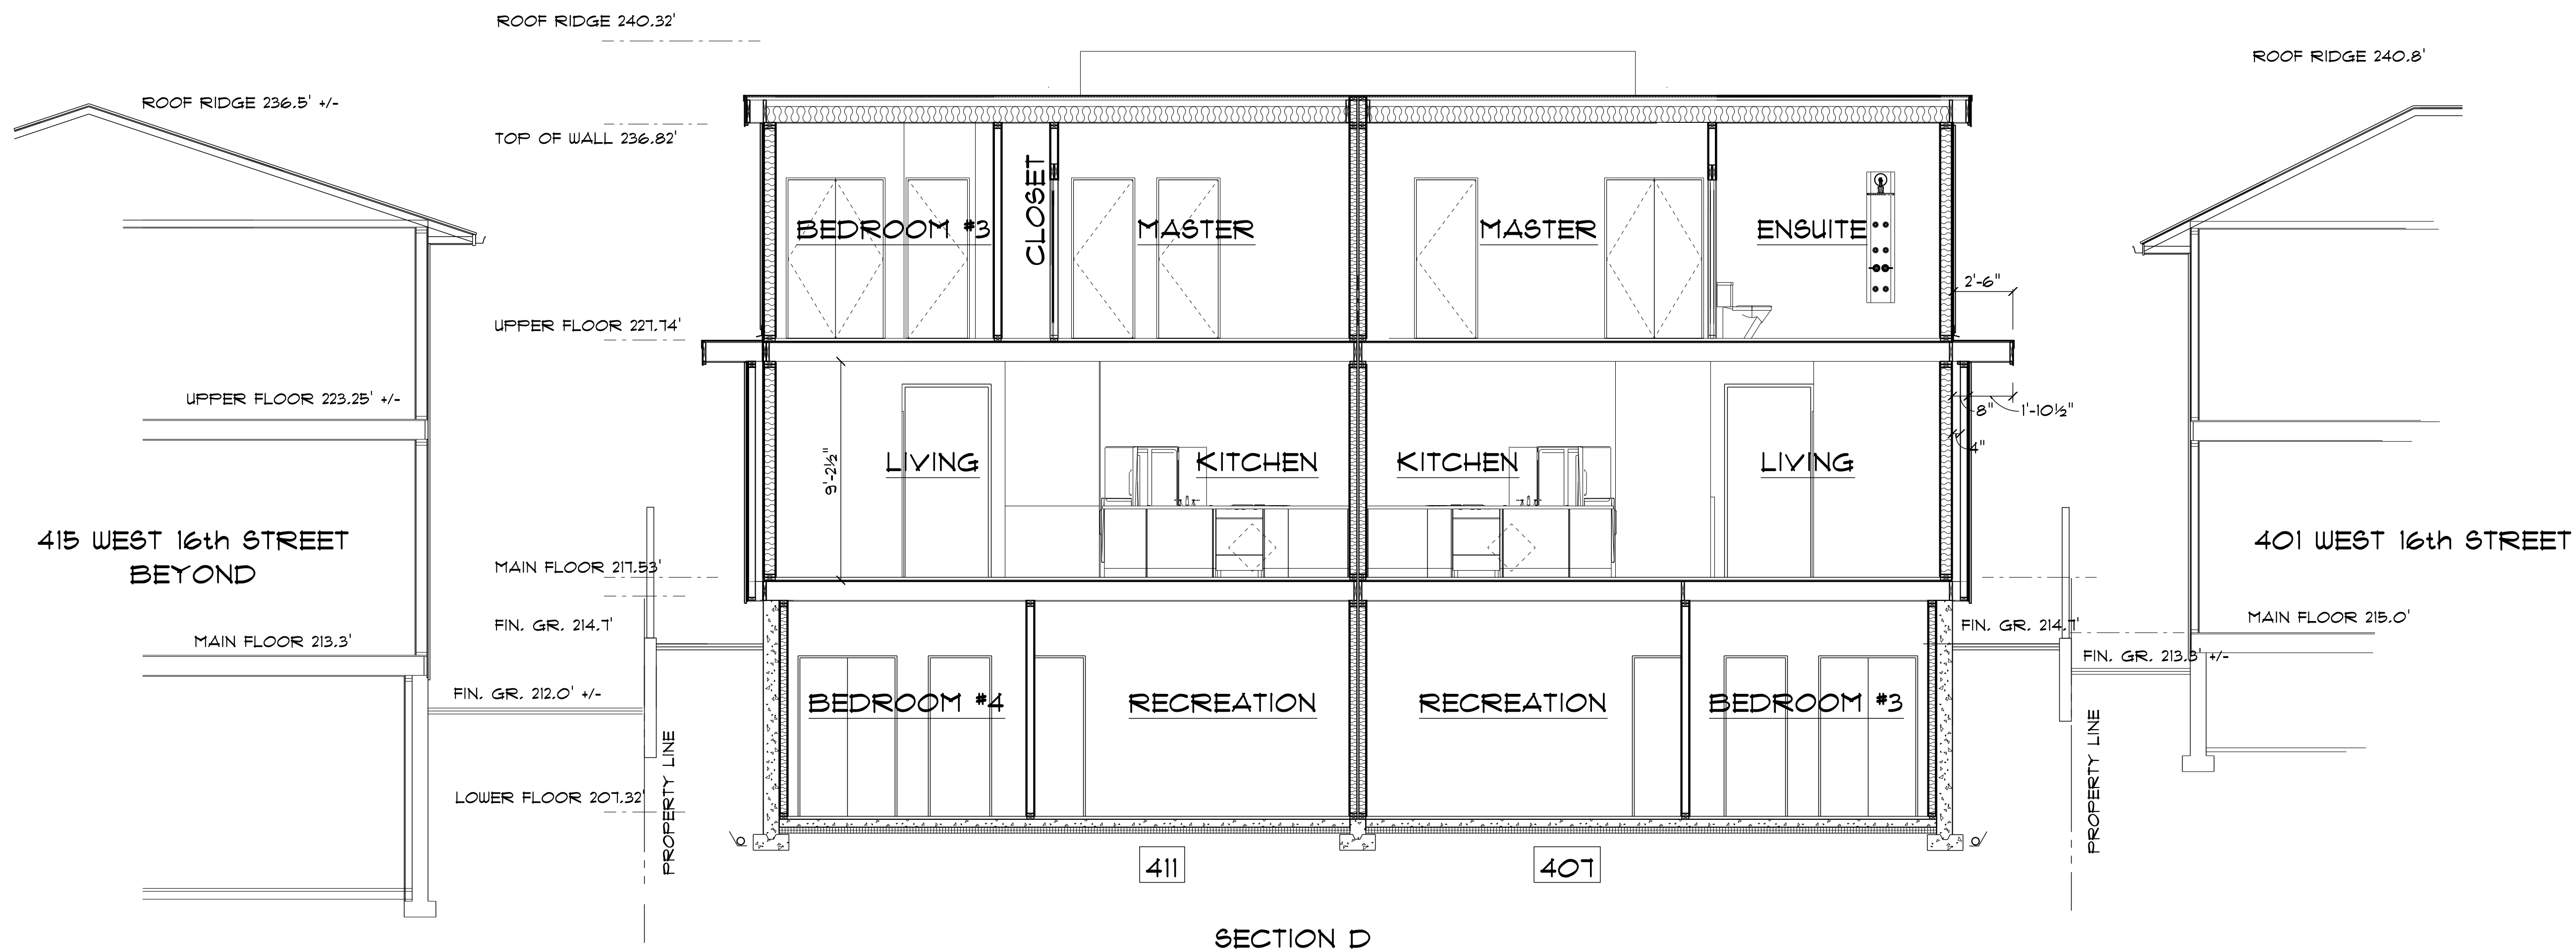 ROOF RIDGE 240.32'
ROOF RIDGE 240.8'
ROOF RIDGE 236.5' +/-
TOP OF WALL 236.82'
BEDROOM #3
CLOSET
MASTER
MASTER
ENSUITE
2'-6"
UPPER FLOOR 227.74'
UPPER FLOOR 223.25' +/-
8"
1'-10½"
4"
9'-2½"
LIVING
KITCHEN
KITCHEN
LIVING
415 WEST 16th STREET
BEYOND
401 WEST 16th STREET
MAIN FLOOR 217.53'
FIN. GR. 214.7'
FIN. GR. 214.7'
MAIN FLOOR 215.0'
MAIN FLOOR 213.3'
FIN. GR. 213.3' +/-
FIN. GR. 212.0' +/-
BEDROOM #4
RECREATION
RECREATION
BEDROOM #3
PROPERTY LINE
PROPERTY LINE
LOWER FLOOR 207.32'
411
407
SECTION D